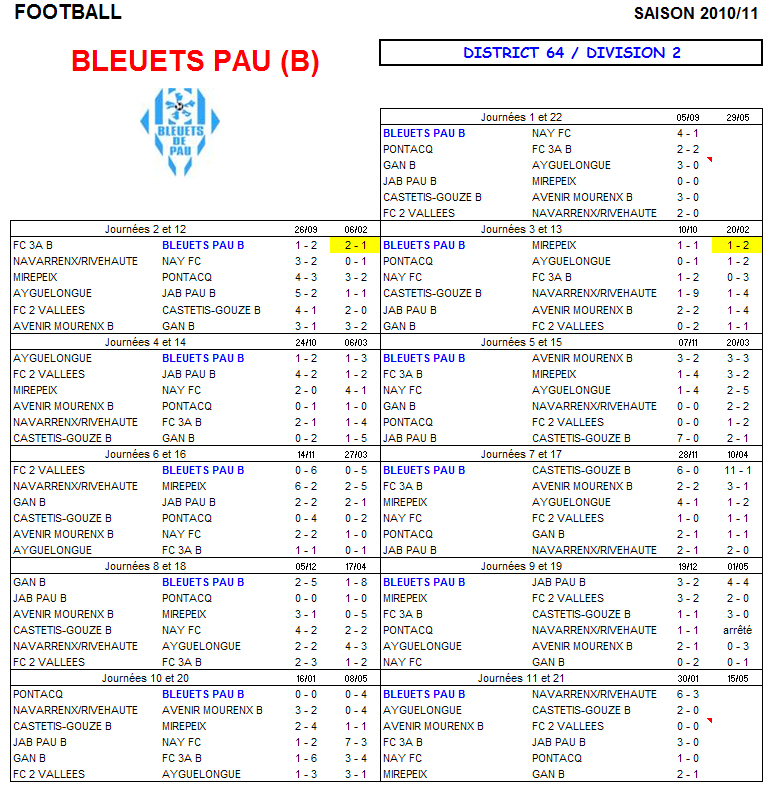 FOOTBALL
SAISON 2010/11
BLEUETS PAU (B)
DISTRICT 64 / DIVISION 2
BLEUETS
DE
PAU
Journées 1 et 22 05/09 29/05
BLEUETS PAU B NAY FC 4 - 1
PONTACQ FC 3A B 2 - 2
GAN B AYGUELONGUE 3 - 0
JAB PAU B MIREPEIX 0 - 0
CASTETIS-GOUZE B AVENIR MOURENX B 3 - 0
FC 2 VALLEES NAVARRENX/RIVEHAUTE 2 - 0
Journées 2 et 12 26/09 06/02
FC 3A B BLEUETS PAU B 1 - 2 2 - 1
NAVARRENX/RIVEHAUTE NAY FC 3 - 2 0 - 1
MIREPEIX PONTACQ 4 - 3 3 - 2
AYGUELONGUE JAB PAU B 5 - 2 1 - 1
FC 2 VALLEES CASTETIS-GOUZE B 4 - 1 2 - 0
AVENIR MOURENX B GAN B 3 - 1 3 - 2
Journées 3 et 13 10/10 20/02
BLEUETS PAU B MIREPEIX 1 - 1 1 - 2
PONTACQ AYGUELONGUE 0 - 1 1 - 2
NAY FC FC 3A B 1 - 2 0 - 3
CASTETIS-GOUZE B NAVARRENX/RIVEHAUTE 1 - 9 1 - 4
JAB PAU B AVENIR MOURENX B 2 - 2 1 - 4
GAN B FC 2 VALLEES 0 - 2 1 - 1
Journées 4 et 14 24/10 06/03
AYGUELONGUE BLEUETS PAU B 1 - 2 1 - 3
FC 2 VALLEES JAB PAU B 4 - 2 1 - 2
MIREPEIX NAY FC 2 - 0 4 - 1
AVENIR MOURENX B PONTACQ 0 - 1 1 - 0
NAVARRENX/RIVEHAUTE FC 3A B 2 - 1 1 - 4
CASTETIS-GOUZE B GAN B 0 - 2 1 - 5
Journées 5 et 15 07/11 20/03
BLEUETS PAU B AVENIR MOURENX B 3 - 2 3 - 3
FC 3A B MIREPEIX 1 - 4 3 - 2
NAY FC AYGUELONGUE 1 - 4 2 - 5
GAN B NAVARRENX/RIVEHAUTE 0 - 0 2 - 2
PONTACQ FC 2 VALLEES 0 - 0 1 - 2
JAB PAU B CASTETIS-GOUZE B 7 - 0 2 - 1
Journées 6 et 16 14/11 27/03
FC 2 VALLEES BLEUETS PAU B 0 - 6 0 - 5
NAVARRENX/RIVEHAUTE MIREPEIX 6 - 2 2 - 5
GAN B JAB PAU B 2 - 2 2 - 1
CASTETIS-GOUZE B PONTACQ 0 - 4 0 - 2
AVENIR MOURENX B NAY FC 2 - 2 1 - 0
AYGUELONGUE FC 3A B 1 - 1 0 - 1
Journées 7 et 17 28/11 10/04
BLEUETS PAU B CASTETIS-GOUZE B 6 - 0 11 - 1
FC 3A B AVENIR MOURENX B 2 - 2 3 - 1
MIREPEIX AYGUELONGUE 4 - 1 1 - 2
NAY FC FC 2 VALLEES 1 - 0 1 - 1
PONTACQ GAN B 2 - 1 1 - 1
JAB PAU B NAVARRENX/RIVEHAUTE 2 - 1 2 - 0
Journées 8 et 18 05/12 17/04
GAN B BLEUETS PAU B 2 - 5 1 - 8
JAB PAU B PONTACQ 0 - 0 1 - 0
AVENIR MOURENX B MIREPEIX 3 - 1 0 - 5
CASTETIS-GOUZE B NAY FC 4 - 2 2 - 2
NAVARRENX/RIVEHAUTE AYGUELONGUE 2 - 2 4 - 3
FC 2 VALLEES FC 3A B 2 - 3 1 - 2
Journées 9 et 19 19/12 01/05
BLEUETS PAU B JAB PAU B 3 - 2 4 - 4
MIREPEIX FC 2 VALLEES 3 - 2 2 - 0
FC 3A B CASTETIS-GOUZE B 1 - 1 3 - 0
PONTACQ NAVARRENX/RIVEHAUTE 1 - 1 arrêté
AYGUELONGUE AVENIR MOURENX B 2 - 1 0 - 3
NAY FC GAN B 0 - 2 0 - 1
Journées 10 et 20 16/01 08/05
PONTACQ BLEUETS PAU B 0 - 0 0 - 4
NAVARRENX/RIVEHAUTE AVENIR MOURENX B 3 - 2 0 - 0
CASTETIS-GOUZE B MIREPEIX 2 - 4 1 - 1
JAB PAU B NAY FC 1 - 2 7 - 3
GAN B FC 3A B 1 - 6 3 - 4
FC 2 VALLEES AYGUELONGUE 1 - 3 3 - 1
Journées 11 et 21 30/01 15/05
BLEUETS PAU B NAVARRENX/RIVEHAUTE 6 - 3
AYGUELONGUE CASTETIS-GOUZE B 2 - 0
AVENIR MOURENX B FC 2 VALLEES 0 - 0
FC 3A B JAB PAU B 3 - 0
NAY FC PONTACQ 1 - 0
MIREPEIX GAN B 2 - 1